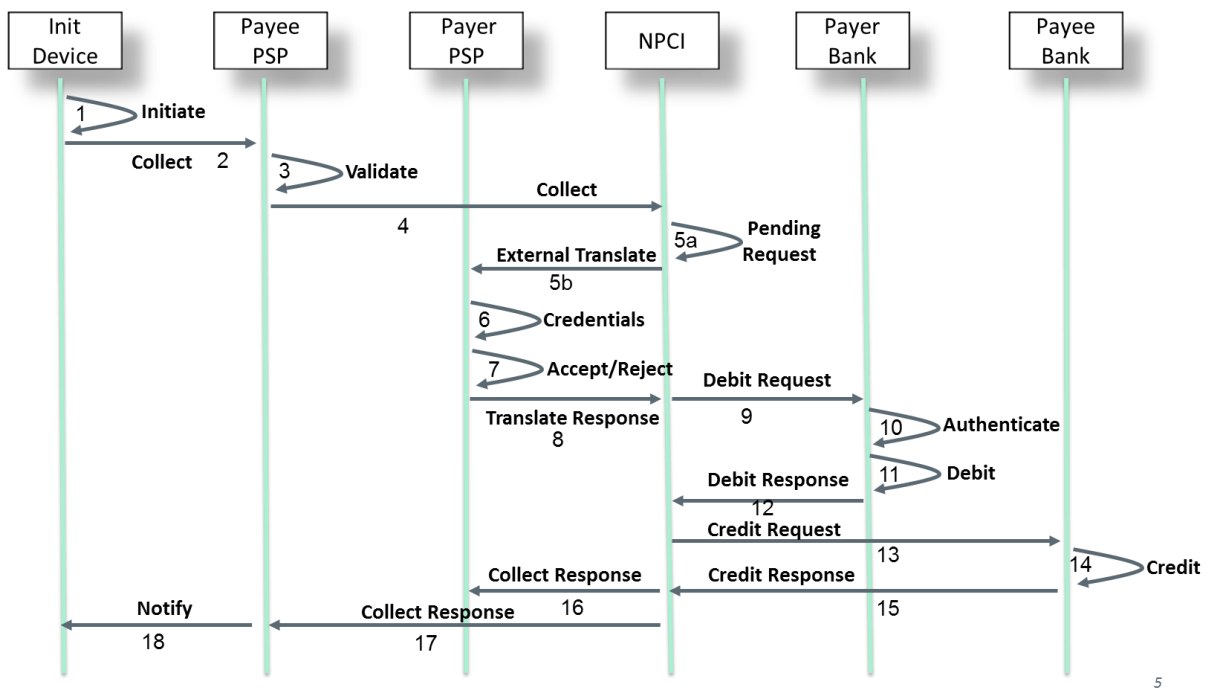 Init
Device
Payee
PSP
Payer
PSP
NPCI
Payer
Bank
Payee
Bank
1 Initiate
Collect 2
3 Validate
Collect
4
5a Pending
Request
External Translate
5b
6 Credentials
7 Accept/Reject
Debit Request
Translate Response
8
9
10 Authenticate
11 Debit
Debit Response
12
Credit Request
13
14 Credit
Collect Response
16
Credit Response
15
Notify
18
Collect Response
17
5